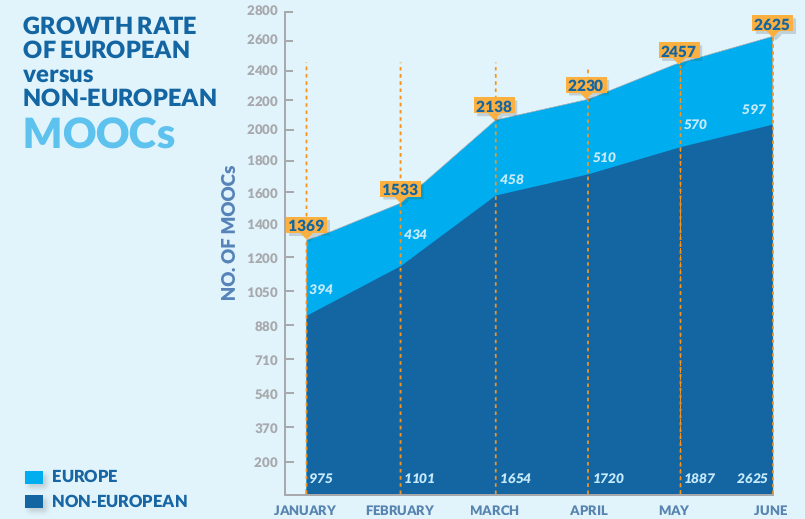 GROWTH RATE
OF EUROPEAN
versus
NON-EUROPEAN
MOOCs
NO. OF MOOCs
2800
2600
2400
2200
2000
1800
1600
1400
1200
1050
880
710
540
370
200
1369
1533
2138
2230
2457
2625
394
434
458
510
570
597
975
1101
1654
1720
1887
2625
JANUARY
FEBRUARY
MARCH
APRIL
MAY
JUNE
EUROPE
NON-EUROPEAN